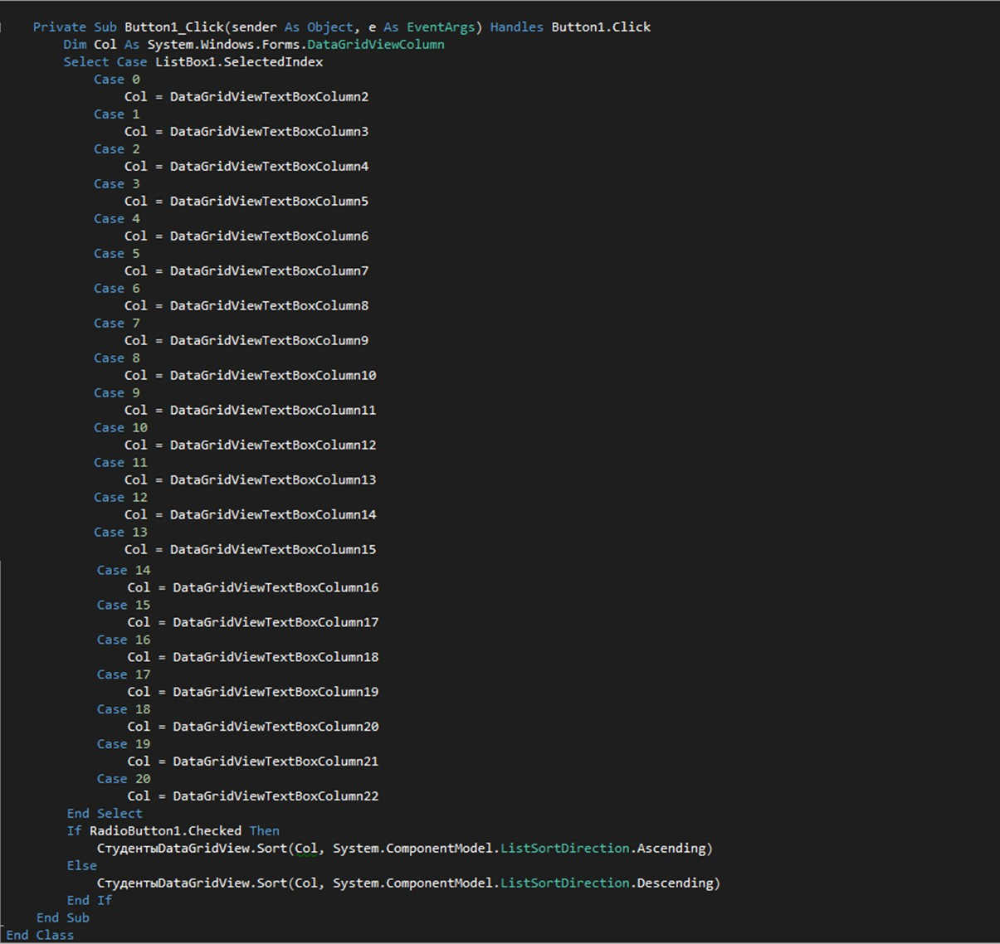 Private Sub Button1_Click(sender As Object, e As EventArgs) Handles Button1.Click
Dim Col As System.Windows.Forms.DataGridViewColumn
Select Case ListBox1.SelectedIndex
Case 0
Col = DataGridViewTextBoxColumn2
Case 1
Col = DataGridViewTextBoxColumn3
Case 2
Col = DataGridViewTextBoxColumn4
Case 3
Col = DataGridViewTextBoxColumn5
Case 4
Col = DataGridViewTextBoxColumn6
Case 5
Col = DataGridViewTextBoxColumn7
Case 6
Col = DataGridViewTextBoxColumn8
Case 7
Col = DataGridViewTextBoxColumn9
Case 8
Col = DataGridViewTextBoxColumn10
Case 9
Col = DataGridViewTextBoxColumn11
Case 10
Col = DataGridViewTextBoxColumn12
Case 11
Col = DataGridViewTextBoxColumn13
Case 12
Col = DataGridViewTextBoxColumn14
Case 13
Col = DataGridViewTextBoxColumn15
Case 14
Col = DataGridViewTextBoxColumn16
Case 15
Col = DataGridViewTextBoxColumn17
Case 16
Col = DataGridViewTextBoxColumn18
Case 17
Col = DataGridViewTextBoxColumn19
Case 18
Col = DataGridViewTextBoxColumn20
Case 19
Col = DataGridViewTextBoxColumn21
Case 20
Col = DataGridViewTextBoxColumn22
End Select
If RadioButton1.Checked Then
СтудентыDataGridView.Sort(Col, System.ComponentModel.ListSortDirection.Ascending)
Else
СтудентыDataGridView.Sort(Col, System.ComponentModel.ListSortDirection.Descending)
End If
End Sub
End Class